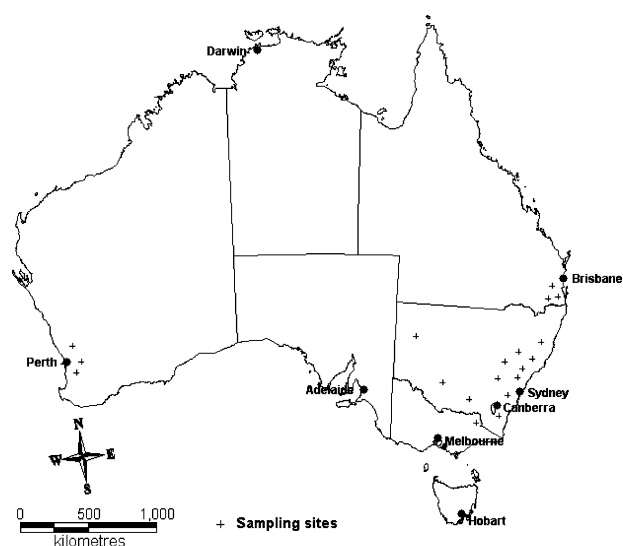 Darwin
Brisbane
Perth
Adelaide
Sydney
Canberra
Melbourne
N
W E
S
0 500 1,000
kilometres
+ Sampling sites
Hobart